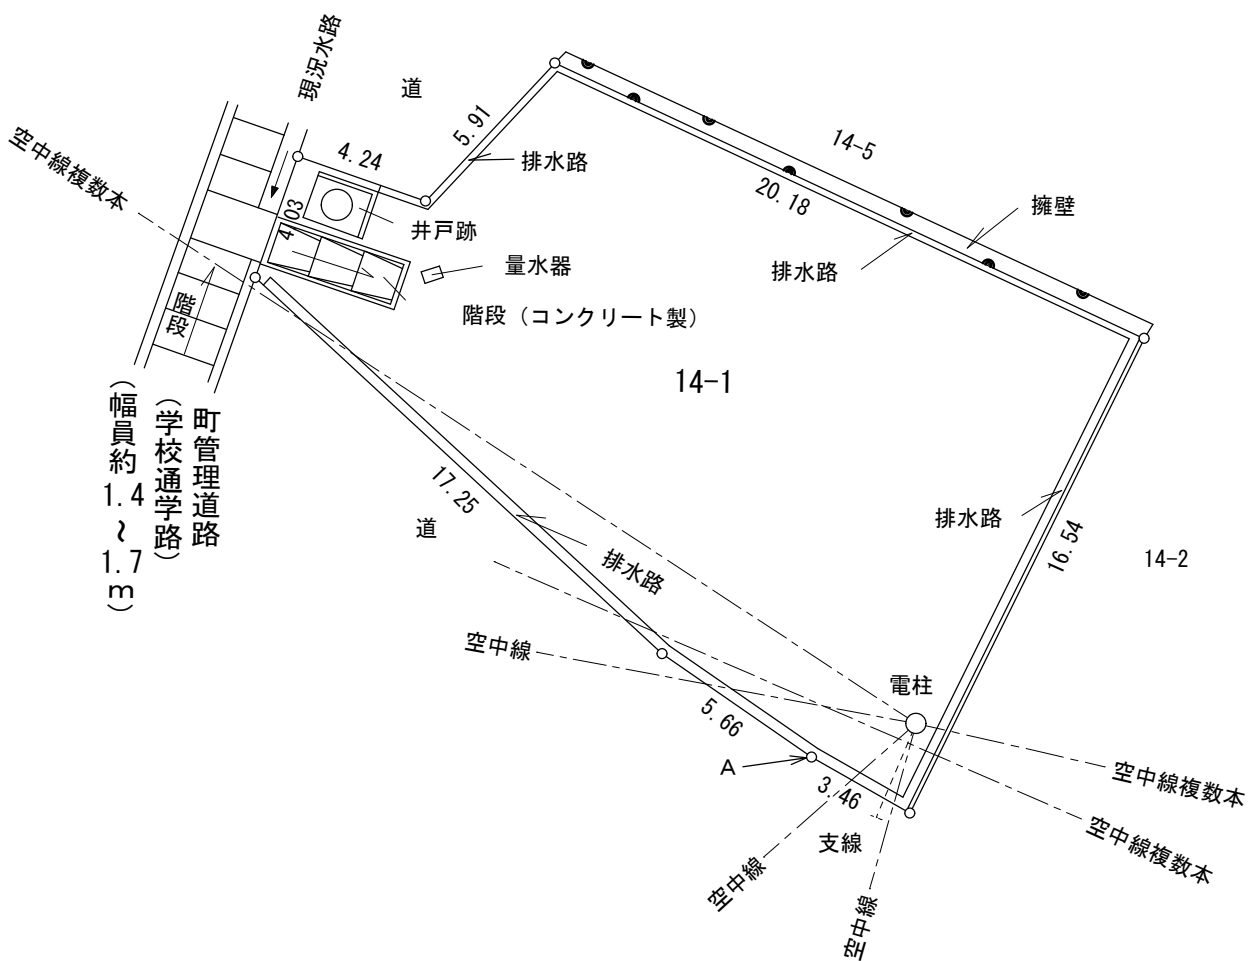 現況水路
道
空中線複数本
4.24
5.91
排水路
14-5
20.18
擁壁
4.03
井戸跡
量水器
排水路
階段（コンクリート製）
階段
14-1
町管理道路
（学校通学路）
（幅員約1.4～1.7m）
17.25
道
排水路
排水路
16.54
14-2
空中線
電柱
5.66
A
3.46
支線
空中線複数本
空中線複数本
空中線
空中線